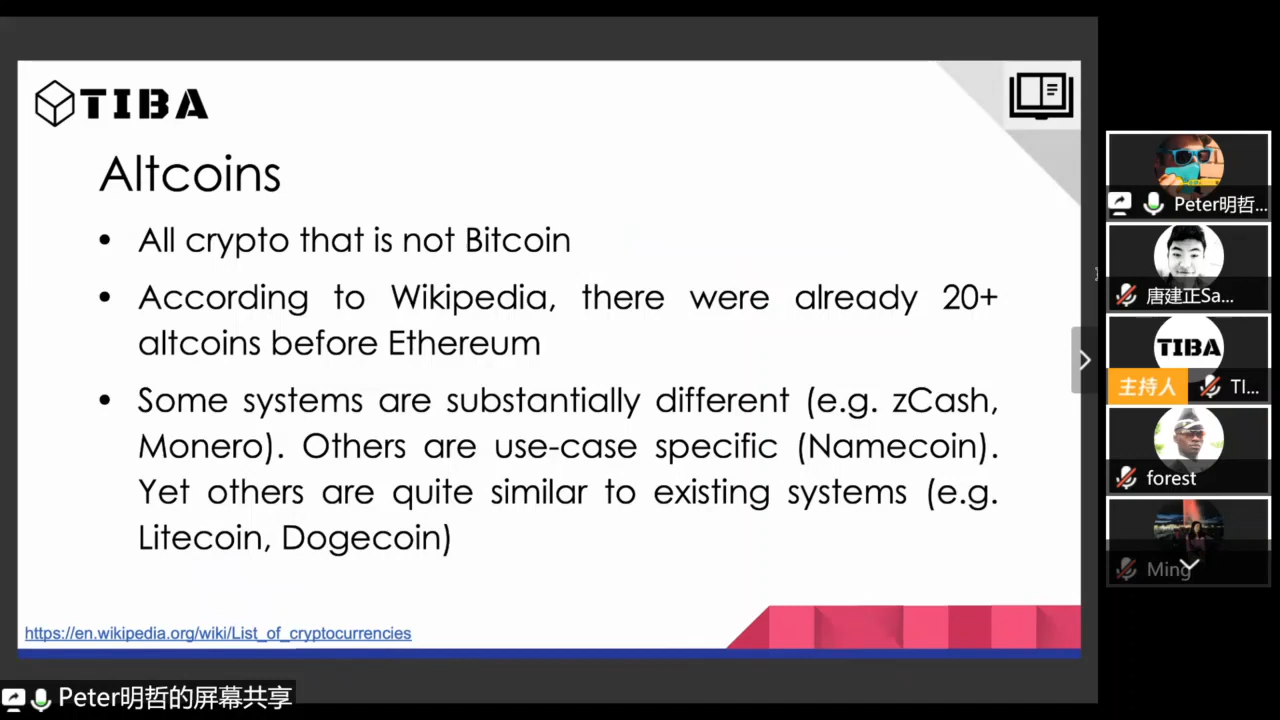 TIBA
Altcoins
• All crypto that is not Bitcoin
• According to Wikipedia, there were already 20+
altcoins before Ethereum
• Some systems are substantially different (e.g. zCash,
Monero). Others are use-case specific (Namecoin).
Yet others are quite similar to existing systems (e.g.
Litecoin, Dogecoin)
https://en.wikipedia.org/wiki/List_of_cryptocurrencies
Peter明哲...
唐建正Sa...
TIBA
主持人 TI...
forest
Ming
Peter明哲的屏幕共享